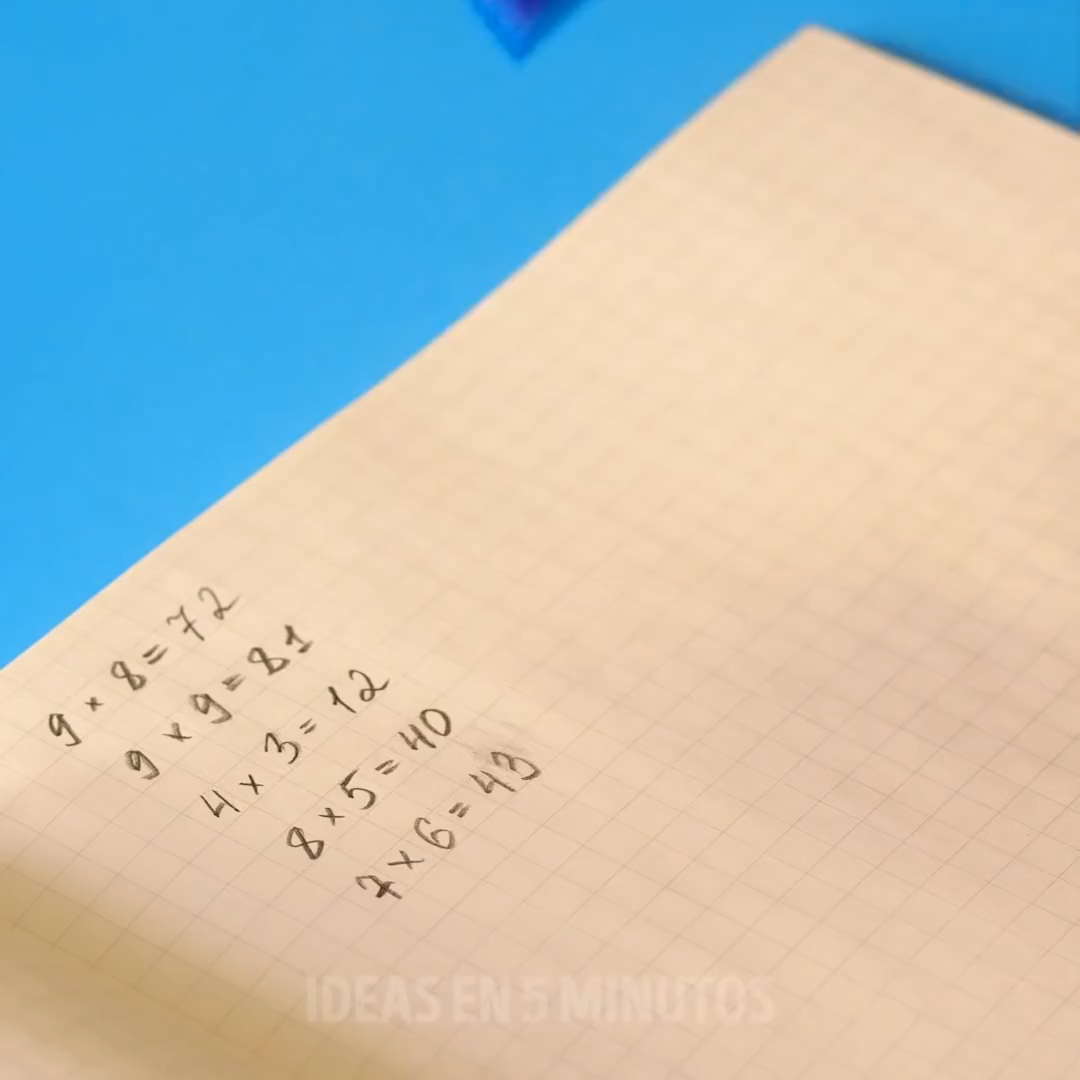 9 × 8 = 72
9 × 9 = 81
4 × 3 = 12
8 × 5 = 40
7 × 6 = 43
IDEAS EN 5 MINUTOS